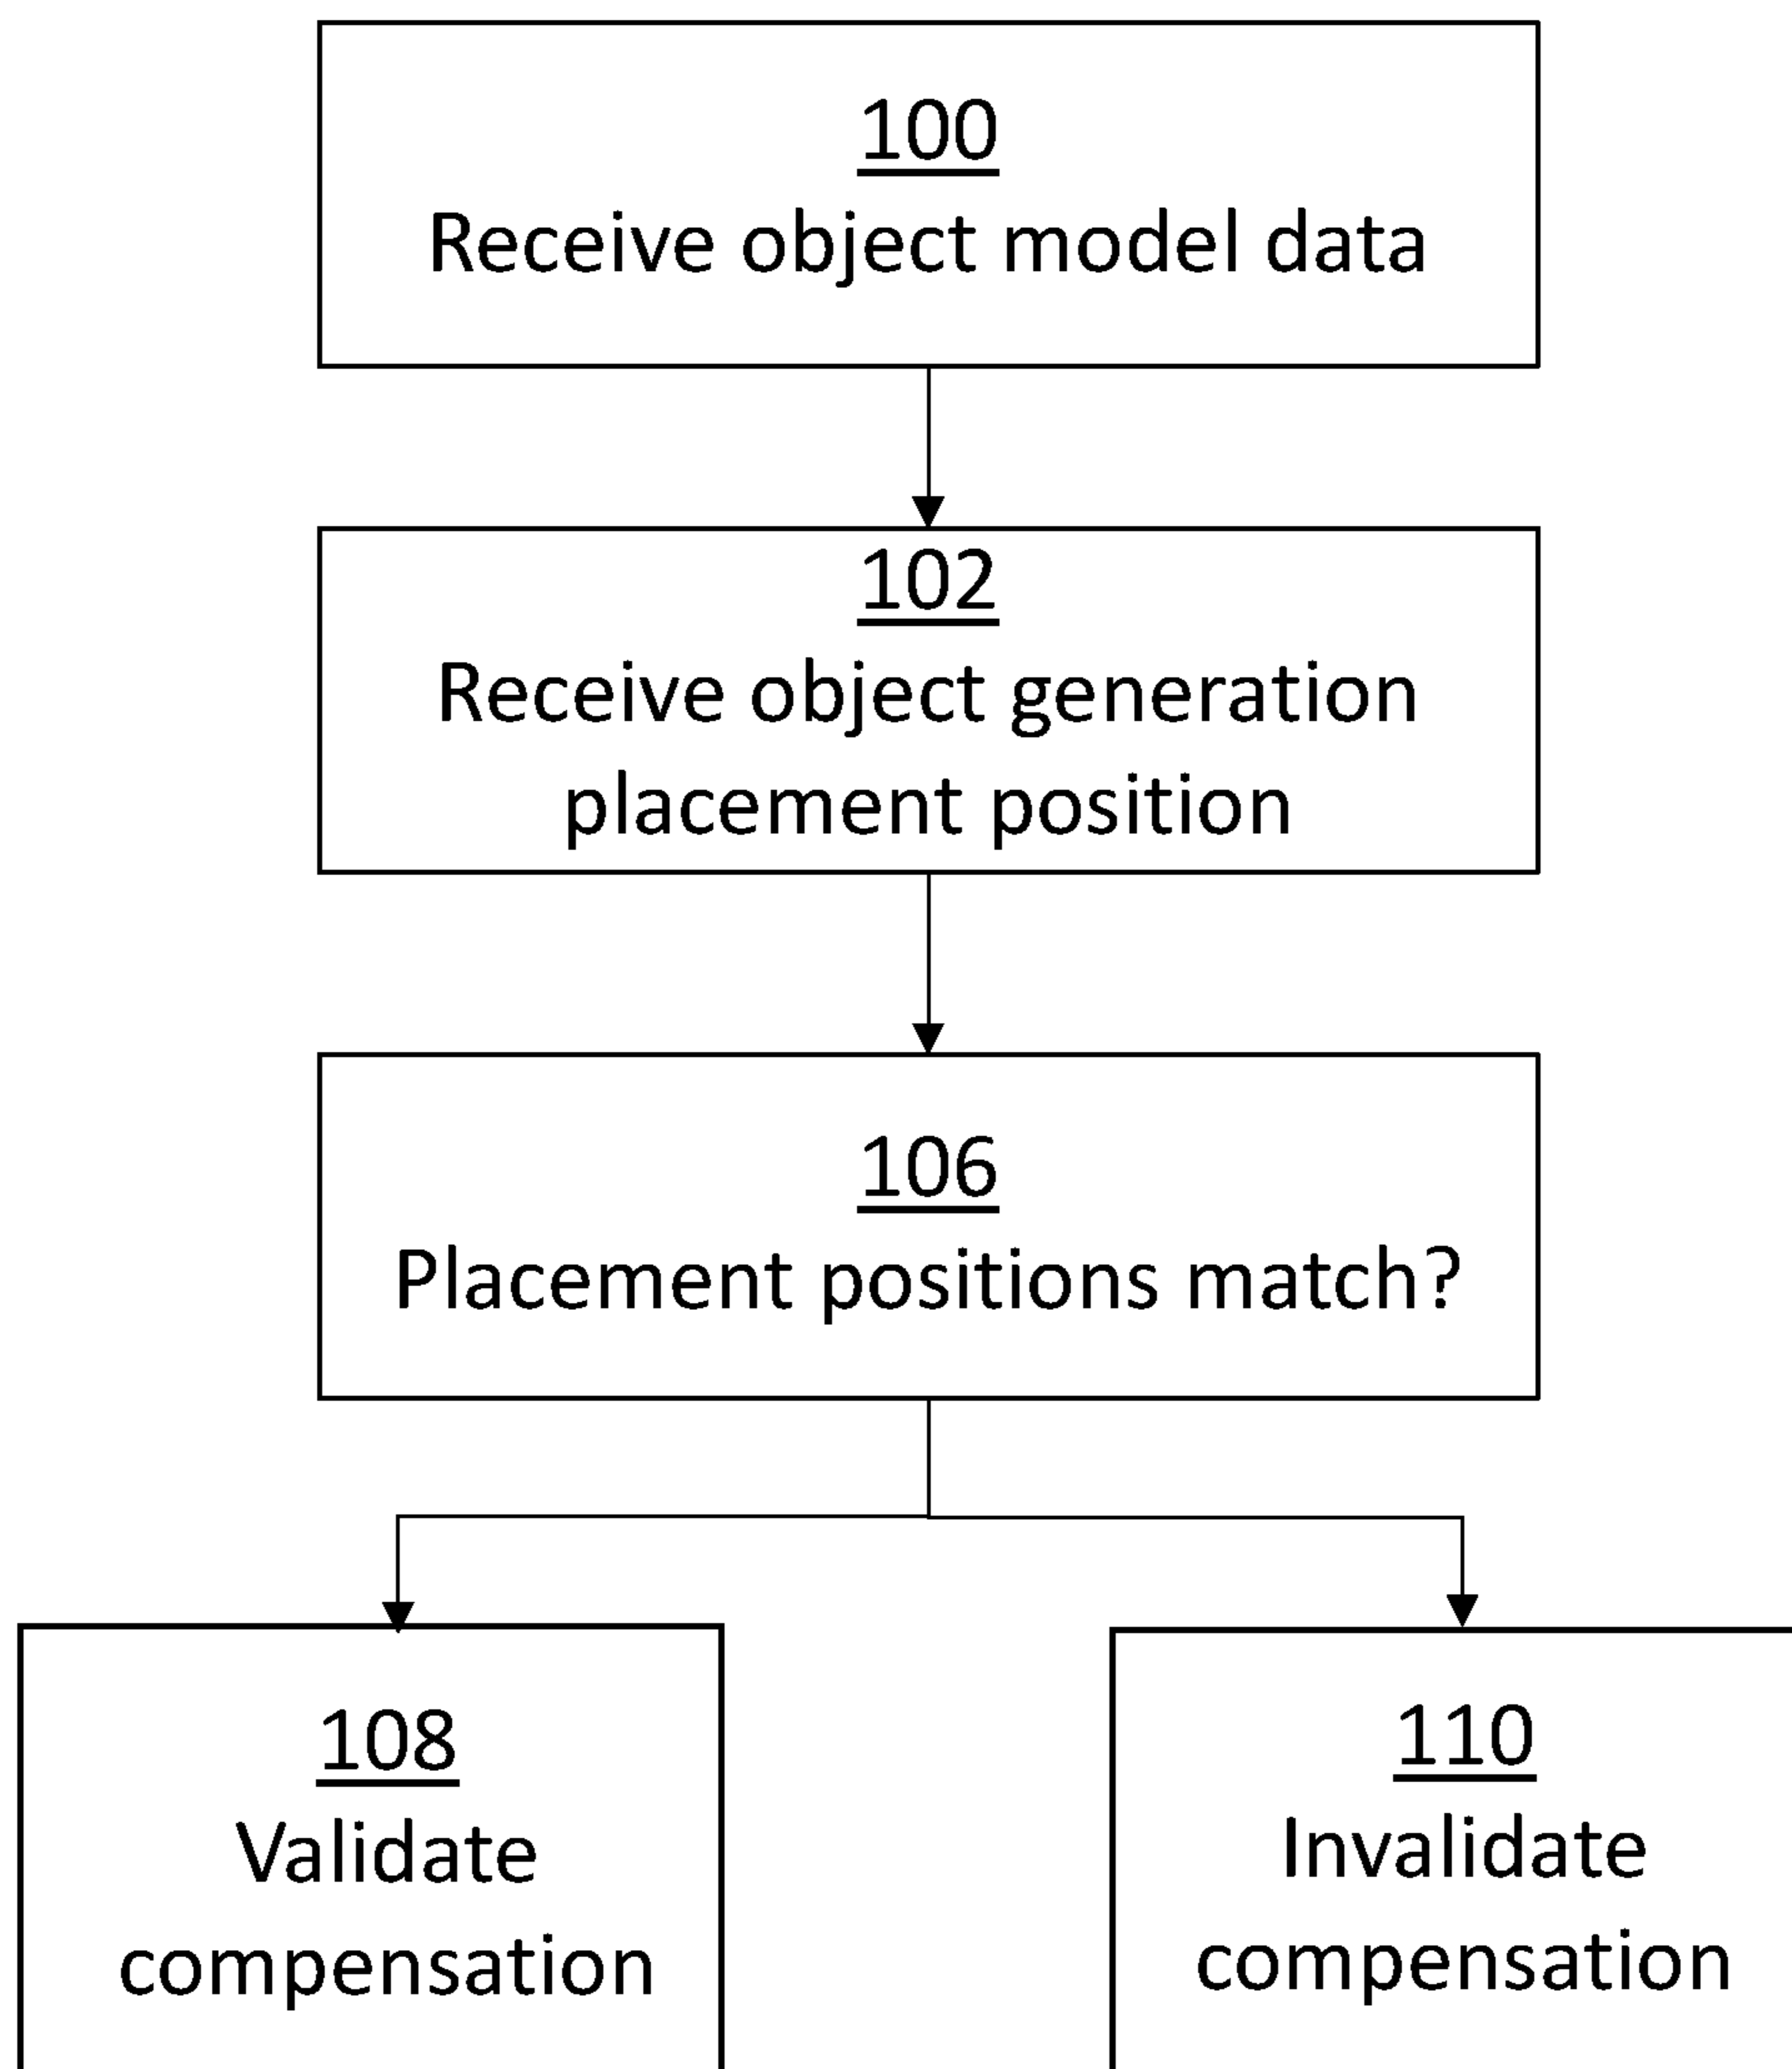 100
Receive object model data
102
Receive object generation
placement position
106
Placement positions match?
108
Validate
compensation
110
Invalidate
compensation